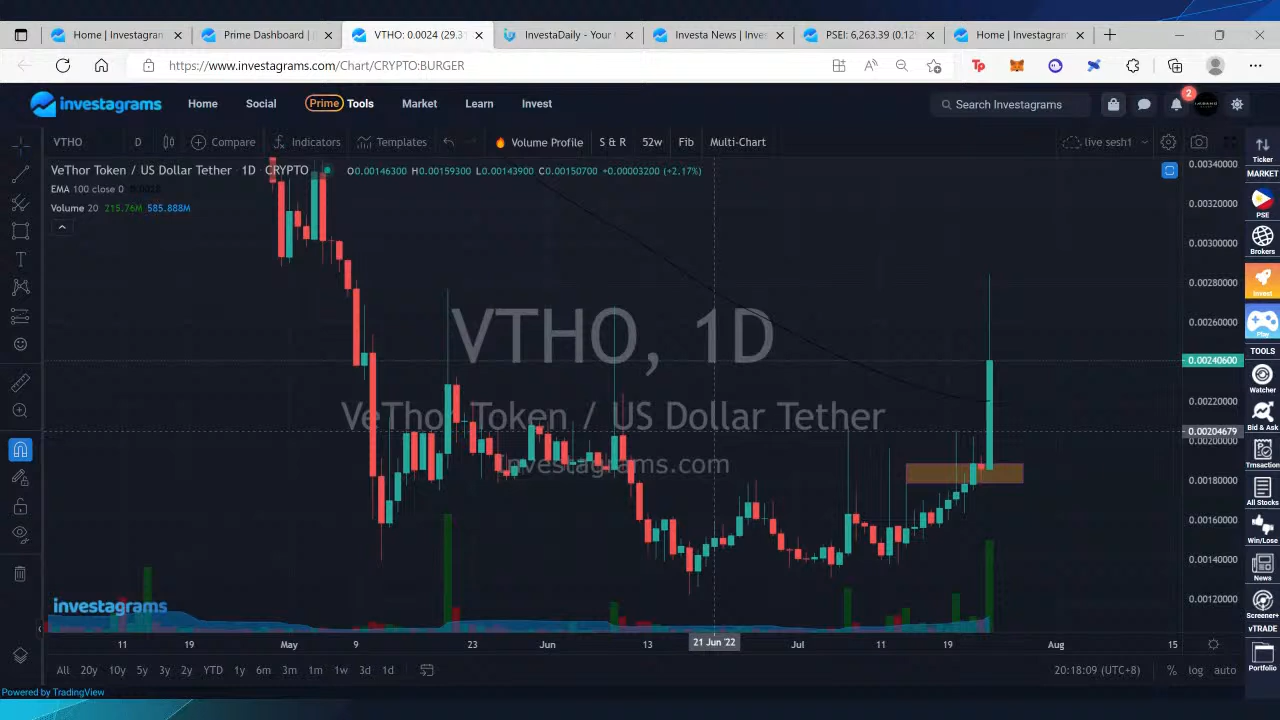 Home | Investagran
Prime Dashboard |
VTHO: 0.0024 (29.31
InvestaDaily - Your
Investa News | Inves
PSEI: 6,263.39 (0.12%
Home | Investagran
https://www.investagrams.com/Chart/CRYPTO:BURGER
investagrams
Home
Social
Prime Tools
Market
Learn
Invest
Search Investagrams
2
VTHO
D
Compare
Indicators
Templates
Volume Profile
S & R
52w
Fib
Multi-Chart
live sesh1
Ticker
VeThor Token / US Dollar Tether 1D CRYPTO
O0.00146300 H0.00159300 L0.00143900 C0.00150700 +0.00003200 (+2.17%)
EMA 100 close 0
Volume 20 215.76M 585.888M
VTHO, 1D
VeThor Token / US Dollar Tether
investagrams.com
0.00340000
0.00320000
0.00300000
0.00280000
0.00260000
0.00240600
0.00220000
0.00204679
0.00200000
0.00180000
0.00160000
0.00140000
0.00120000
MARKET
PSE
Brokers
Invest
Play
TOOLS
Watcher
Bid & Ask
Trnsaction
All Stocks
Win/Lose
News
Screener+
vTRADE
Portfolio
investagrams
11 19 May 9 23 Jun 13 21 Jun '22 Jul 11 19 Aug 15
All 20y 10y 5y 3y 2y YTD 1y 6m 3m 1m 1w 3d 1d
20:18:09 (UTC+8) % log auto
Powered by TradingView